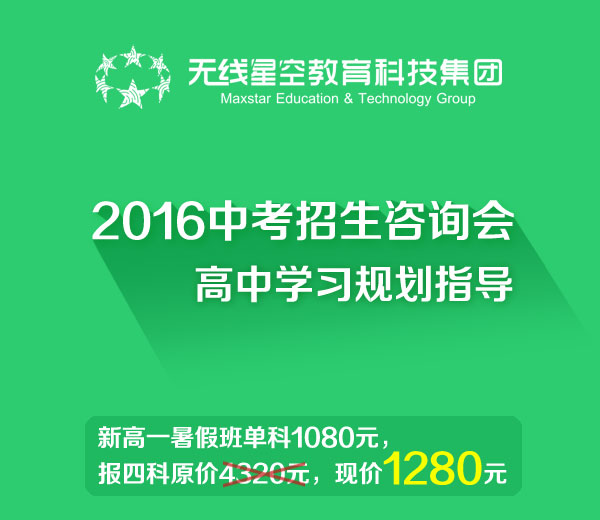 无线星空教育科技集团
Maxstar Education & Technology Group
2016中考招生咨询会
高中学习规划指导
新高一暑假班单科1080元，
报四科原价4320元，现价1280元